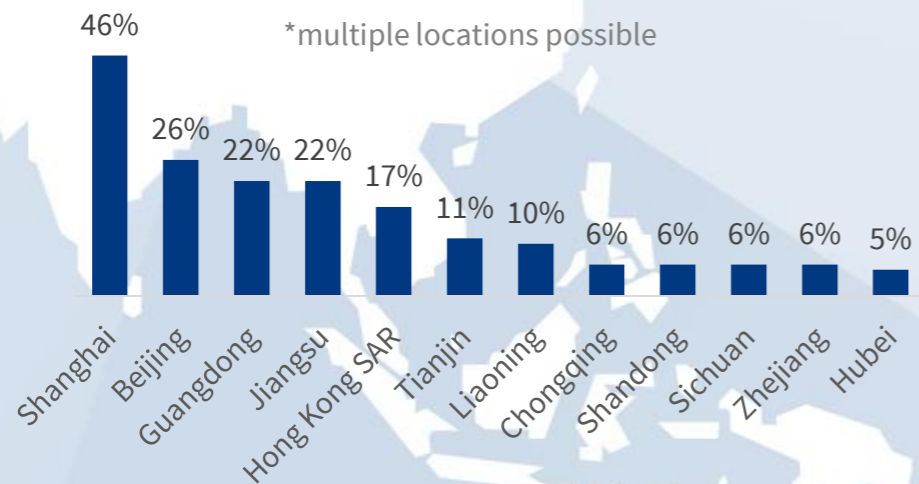 *multiple locations possible
46%
26%
22%
22%
17%
11%
10%
6%
6%
6%
6%
5%
Shanghai
Beijing
Guangdong
Jiangsu
Hong Kong SAR
Tianjin
Liaoning
Chongqing
Shandong
Sichuan
Zhejiang
Hubei